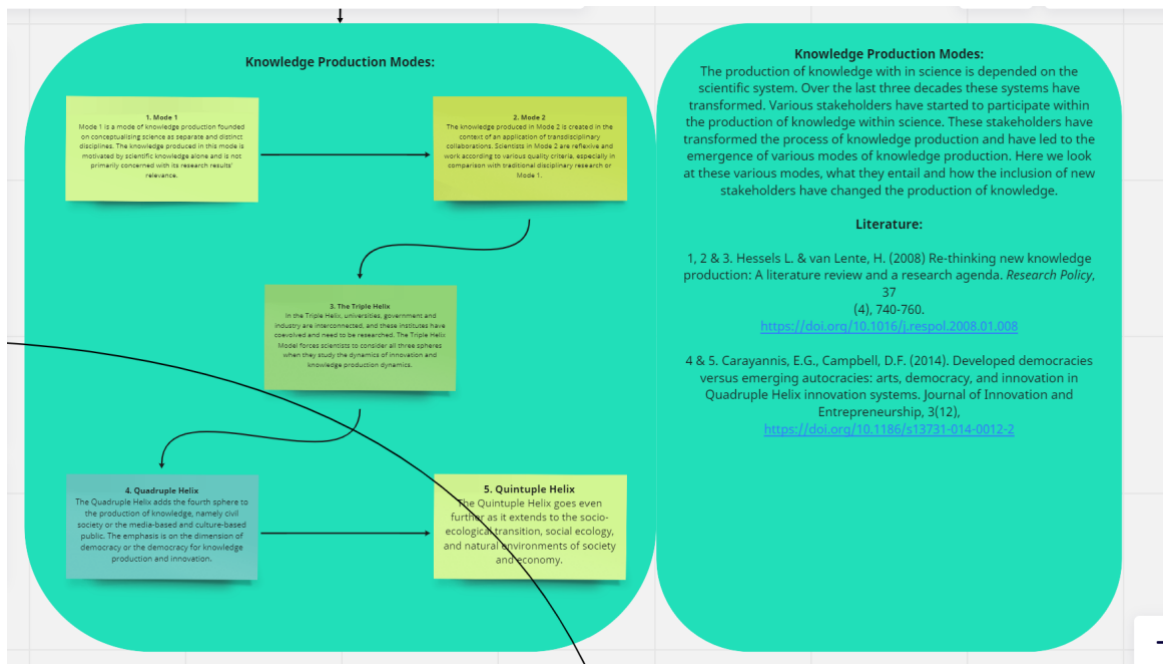 Knowledge Production Modes:
1. Mode 1
Mode 1 is a mode of knowledge production founded
on conceptualising science as separate and distinct
disciplines. The knowledge produced in this mode is
motivated by scientific knowledge alone and is not
primarily concerned with its research results'
relevance.
2. Mode 2
The knowledge produced in Mode 2 is created in the
context of an application of transdisciplinary
collaborations. Scientists in Mode 2 are reflexive and
work according to various quality criteria, especially in
comparison with traditional disciplinary research or
Mode 1.
3. The Triple Helix
In the Triple Helix, universities, government and
industry are interconnected, and these institutes have
coevolved and need to be researched. The Triple Helix
Model forces scientists to consider all three spheres
when they study the dynamics of innovation and
knowledge production dynamics.
4. Quadruple Helix
The Quadruple Helix adds the fourth sphere to
the production of knowledge, namely civil
society or the media-based and culture-based
public. The emphasis is on the dimension of
democracy or the democracy for knowledge
production and innovation.
5. Quintuple Helix
The Quintuple Helix goes even
further as it extends to the socio-
ecological transition, social ecology,
and natural environments of society
and economy.
Knowledge Production Modes:
The production of knowledge with in science is depended on the
scientific system. Over the last three decades these systems have
transformed. Various stakeholders have started to participate within
the production of knowledge within science. These stakeholders have
transformed the process of knowledge production and have led to the
emergence of various modes of knowledge production. Here we look
at these various modes, what they entail and how the inclusion of new
stakeholders have changed the production of knowledge.
Literature:
1, 2 & 3. Hessels L. & van Lente, H. (2008) Re-thinking new knowledge
production: A literature review and a research agenda. Research Policy,
37
(4), 740-760.
https://doi.org/10.1016/j.respol.2008.01.008
4 & 5. Carayannis, E.G., Campbell, D.F. (2014). Developed democracies
versus emerging autocracies: arts, democracy, and innovation in
Quadruple Helix innovation systems. Journal of Innovation and
Entrepreneurship, 3(12),
https://doi.org/10.1186/s13731-014-0012-2